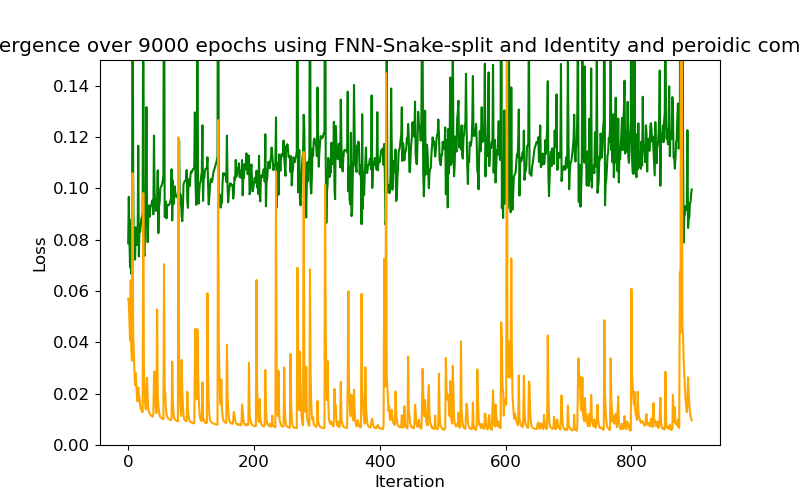 ergence over 9000 epochs using FNN-Snake-split and Identity and peroidic com
0.14
0.12
0.10
0.08
0.06
0.04
0.02
0.00
Loss
0 200 400 600 800
Iteration